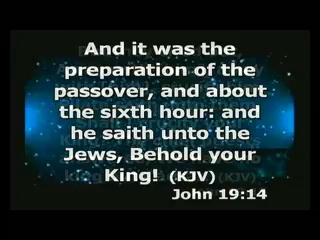 And it was the
preparation of the
passover, and about
the sixth hour: and
he saith unto the
Jews, Behold your
King! (KJV)
John 19:14